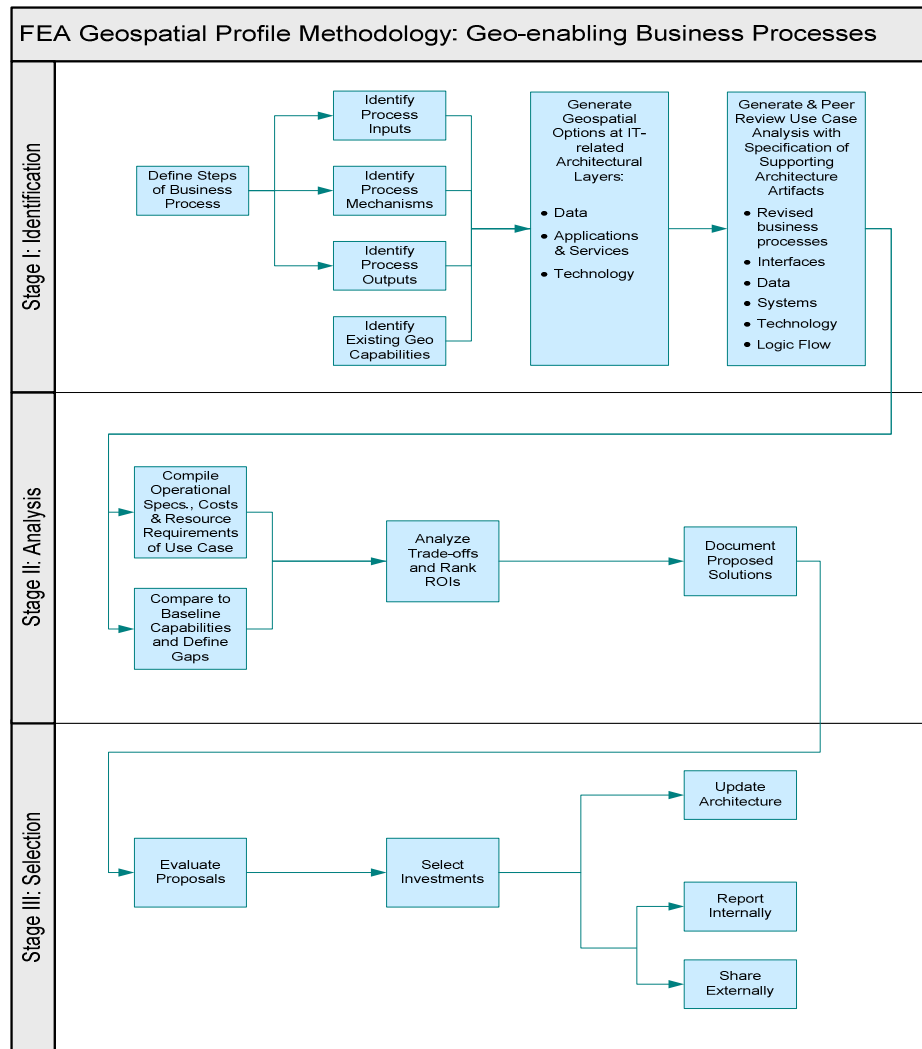 FEA Geospatial Profile Methodology: Geo-enabling Business Processes
Stage I: Identification
Define Steps
of Business
Process
Identify
Process
Inputs
Identify
Process
Mechanisms
Identify
Process
Outputs
Identify
Existing Geo
Capabilities
Generate
Geospatial
Options at IT-
related
Architectural
Layers:
• Data
• Applications
& Services
• Technology
Generate & Peer
Review Use Case
Analysis with
Specification of
Supporting
Architecture
Artifacts
• Revised
business
processes
• Interfaces
• Data
• Systems
• Technology
• Logic Flow
Stage II: Analysis
Compile
Operational
Specs., Costs
& Resource
Requirements
of Use Case
Compare to
Baseline
Capabilities
and Define
Gaps
Analyze
Trade-offs
and Rank
ROIs
Document
Proposed
Solutions
Stage III: Selection
Evaluate
Proposals
Select
Investments
Update
Architecture
Report
Internally
Share
Externally